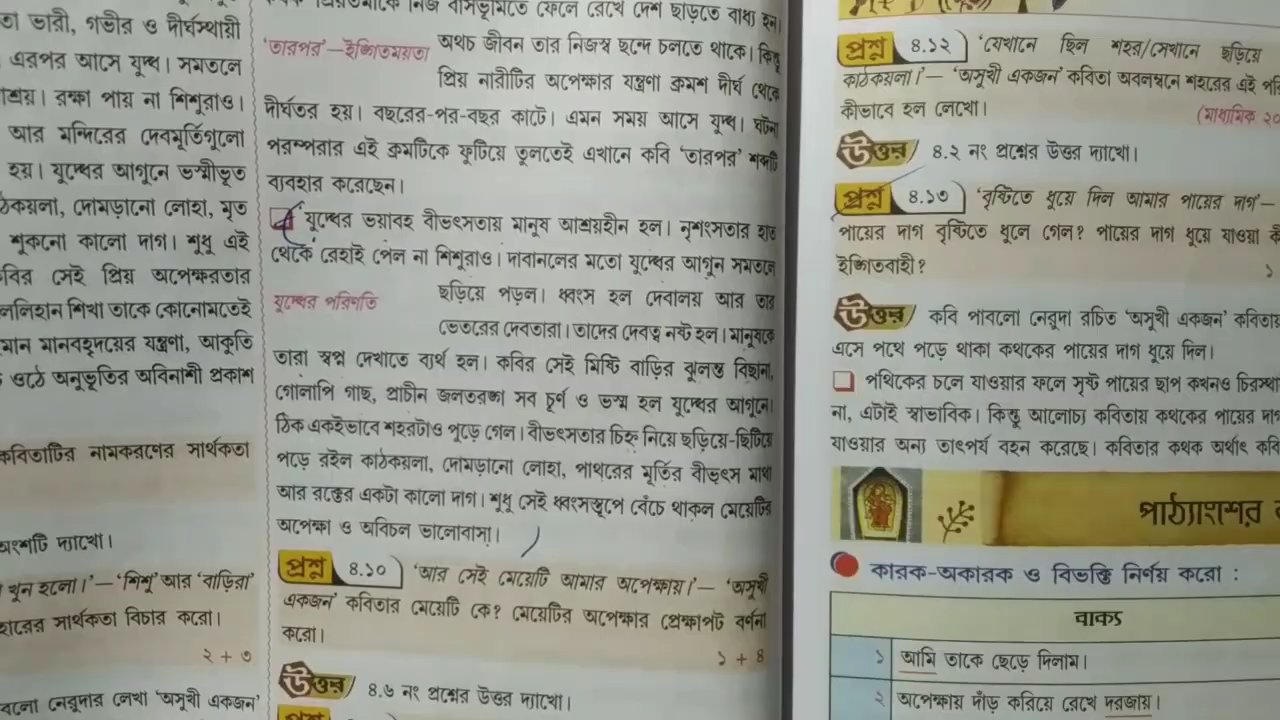 তা ভারী, গভীর ও দীর্ঘস্থায়ী
এরপর আসে যুদ্ধ। সমতলে
রক্ষা পায় না শিশুরাও।
আর মন্দিরের দেবমূর্তিগুলো
হয়। যুদ্ধের আগুনে ভস্মীভূত
দোমড়ানো লোহা, মৃত
শুকনো কালো দাগ। শুধু এই
সেই প্রিয় অপেক্ষরতার
শিখা তাকে কোনোমতেই
মানবহৃদয়ের যন্ত্রণা, আকুতি
ওঠে অনুভূতির অবিনাশী প্রকাশ
কবিতাটির নামকরণের সার্থকতা
অংশটি দ্যাখো।
খুন হলো।'—'শিশু' আর 'বাড়িরা'
সার্থকতা বিচার করো।
২ + ৩
নেরুদার লেখা 'অসুখী একজন'
নিজ বাসভূমিতে ফেলে রেখে দেশ ছাড়তে বাধ্য হন।
'তারপর'—ইঙ্গিতময়তা
অথচ জীবন তার নিজস্ব ছন্দে চলতে থাকে। কিন্তু
প্রিয় নারীটির অপেক্ষার যন্ত্রণা ক্রমশ দীর্ঘ থেকে
দীর্ঘতর হয়। বছরের-পর-বছর কাটে। এমন সময় আসে যুদ্ধ। ঘটনা
পরম্পরার এই ক্রমটিকে ফুটিয়ে তুলতেই এখানে কবি 'তারপর' শব্দটি
ব্যবহার করেছেন।
যুদ্ধের ভয়াবহ বীভৎসতায় মানুষ আশ্রয়হীন হল। নৃশংসতার হাত
থেকে রেহাই পেল না শিশুরাও। দাবানলের মতো যুদ্ধের আগুন সমতলে
যুদ্ধের পরিণতি
ছড়িয়ে পড়ল। ধ্বংস হল দেবালয় আর তার
ভেতরের দেবতারা। তাদের দেবত্ব নষ্ট হল। মানুষকে
তারা স্বপ্ন দেখাতে ব্যর্থ হল। কবির সেই মিষ্টি বাড়ির ঝুলন্ত বিছানা,
গোলাপি গাছ, প্রাচীন জলতরঙ্গ সব চূর্ণ ও ভস্ম হল যুদ্ধের আগুনে।
ঠিক একইভাবে শহরটাও পুড়ে গেল। বীভৎসতার চিহ্ন নিয়ে ছড়িয়ে-ছিটিয়ে
পড়ে রইল কাঠকয়লা, দোমড়ানো লোহা, পাথরের মূর্তির বীভৎস মাথা
আর রক্তের একটা কালো দাগ। শুধু সেই ধ্বংসস্তূপে বেঁচে থাকল মেয়েটির
অপেক্ষা ও অবিচল ভালোবাসা।
প্রশ্ন ৪.১০ 'আর সেই মেয়েটি আমার অপেক্ষায়।'— 'অসুখী
একজন' কবিতার মেয়েটি কে? মেয়েটির অপেক্ষার প্রেক্ষাপট বর্ণনা
করো।
১ + ৪
উত্তর ৪.৬ নং প্রশ্নের উত্তর দ্যাখো।
প্রশ্ন ৪.১২ 'যেখানে ছিল শহর/সেখানে ছড়িয়ে
কাঠকয়লা।'— 'অসুখী একজন' কবিতা অবলম্বনে শহরের এই
কীভাবে হল লেখো।
(মাধ্যমিক
উত্তর ৪.২ নং প্রশ্নের উত্তর দ্যাখো।
প্রশ্ন ৪.১৩ 'বৃষ্টিতে ধুয়ে দিল আমার পায়ের দাগ'—
পায়ের দাগ বৃষ্টিতে ধুলে গেল? পায়ের দাগ ধুয়ে যাওয়া
ইঙ্গিতবাহী?
১
উত্তর কবি পাবলো নেরুদা রচিত 'অসুখী একজন' কবিতায়
এসে পথে পড়ে থাকা কথকের পায়ের দাগ ধুয়ে দিল।
পথিকের চলে যাওয়ার ফলে সৃষ্ট পায়ের ছাপ কখনও
না, এটাই স্বাভাবিক। কিন্তু আলোচ্য কবিতায় কথকের পায়ের
যাওয়ার অন্য তাৎপর্য বহন করেছে। কবিতার কথক অর্থাৎ
পাঠ্যাংশের
কারক-অকারক ও বিভক্তি নির্ণয় করো :
বাক্য
১ আমি তাকে ছেড়ে দিলাম।
২ অপেক্ষায় দাঁড় করিয়ে রেখে দরজায়।